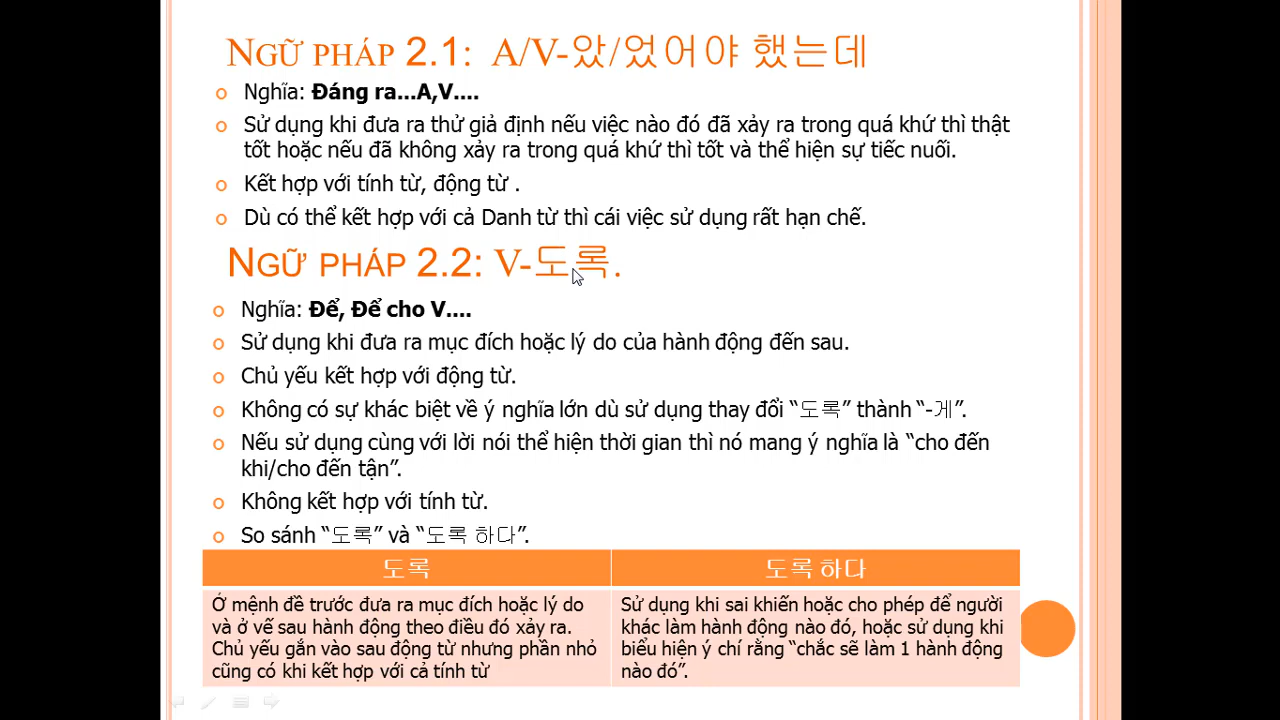 NGỮ PHÁP 2.1: A/V-았/었어야 했는데
Nghĩa: Đáng ra...A,V....
Sử dụng khi đưa ra thử giả định nếu việc nào đó đã xảy ra trong quá khứ thì thật
tốt hoặc nếu đã không xảy ra trong quá khứ thì tốt và thể hiện sự tiếc nuối.
Kết hợp với tính từ, động từ .
Dù có thể kết hợp với cả Danh từ thì cái việc sử dụng rất hạn chế.
NGỮ PHÁP 2.2: V-도록.
Nghĩa: Để, Để cho V....
Sử dụng khi đưa ra mục đích hoặc lý do của hành động đến sau.
Chủ yếu kết hợp với động từ.
Không có sự khác biệt về ý nghĩa lớn dù sử dụng thay đổi “도록” thành “-게”.
Nếu sử dụng cùng với lời nói thể hiện thời gian thì nó mang ý nghĩa là “cho đến
khi/cho đến tận”.
Không kết hợp với tính từ.
So sánh “도록” và “도록 하다”.
도록
Ở mệnh đề trước đưa ra mục đích hoặc lý do
và ở vế sau hành động theo điều đó xảy ra.
Chủ yếu gắn vào sau động từ nhưng phần nhỏ
cũng có khi kết hợp với cả tính từ
도록 하다
Sử dụng khi sai khiến hoặc cho phép để người
khác làm hành động nào đó, hoặc sử dụng khi
biểu hiện ý chí rằng “chắc sẽ làm 1 hành động
nào đó”.